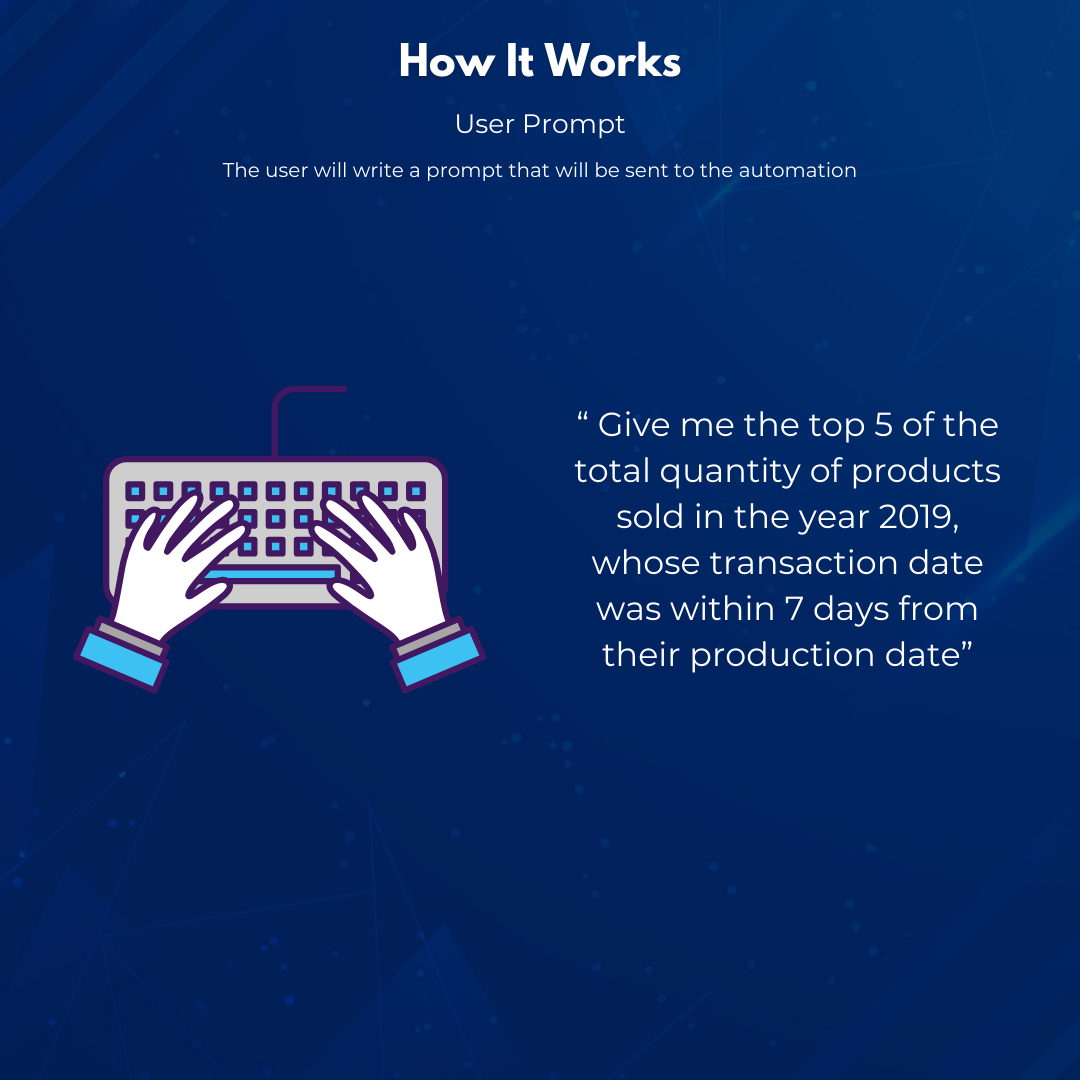 How It Works
User Prompt
The user will write a prompt that will be sent to the automation
“ Give me the top 5 of the
total quantity of products
sold in the year 2019,
whose transaction date
was within 7 days from
their production date”